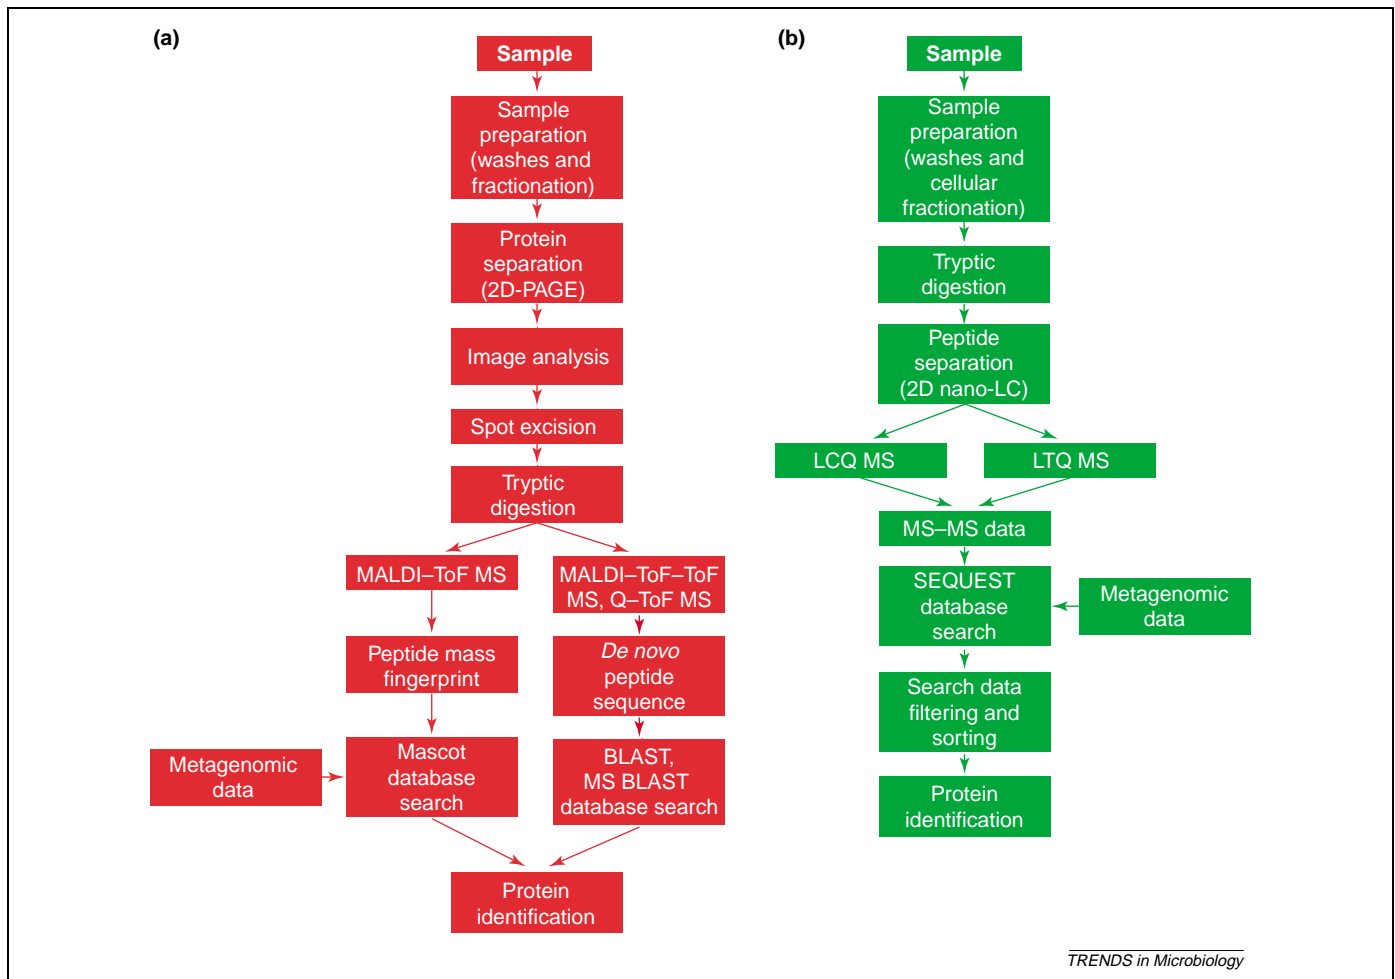 (a)
Sample
Sample
preparation
(washes and
fractionation)
Protein
separation
(2D-PAGE)
Image analysis
Spot excision
Tryptic
digestion
MALDI–ToF MS
Peptide mass
fingerprint
Metagenomic
data
Mascot
database
search
MALDI–ToF–ToF
MS, Q–ToF MS
De novo
peptide
sequence
BLAST,
MS BLAST
database search
Protein
identification
(b)
Sample
Sample
preparation
(washes and
cellular
fractionation)
Tryptic
digestion
Peptide
separation
(2D nano-LC)
LCQ MS
LTQ MS
MS–MS data
SEQUEST
database
search
Metagenomic
data
Search data
filtering and
sorting
Protein
identification
TRENDS in Microbiology